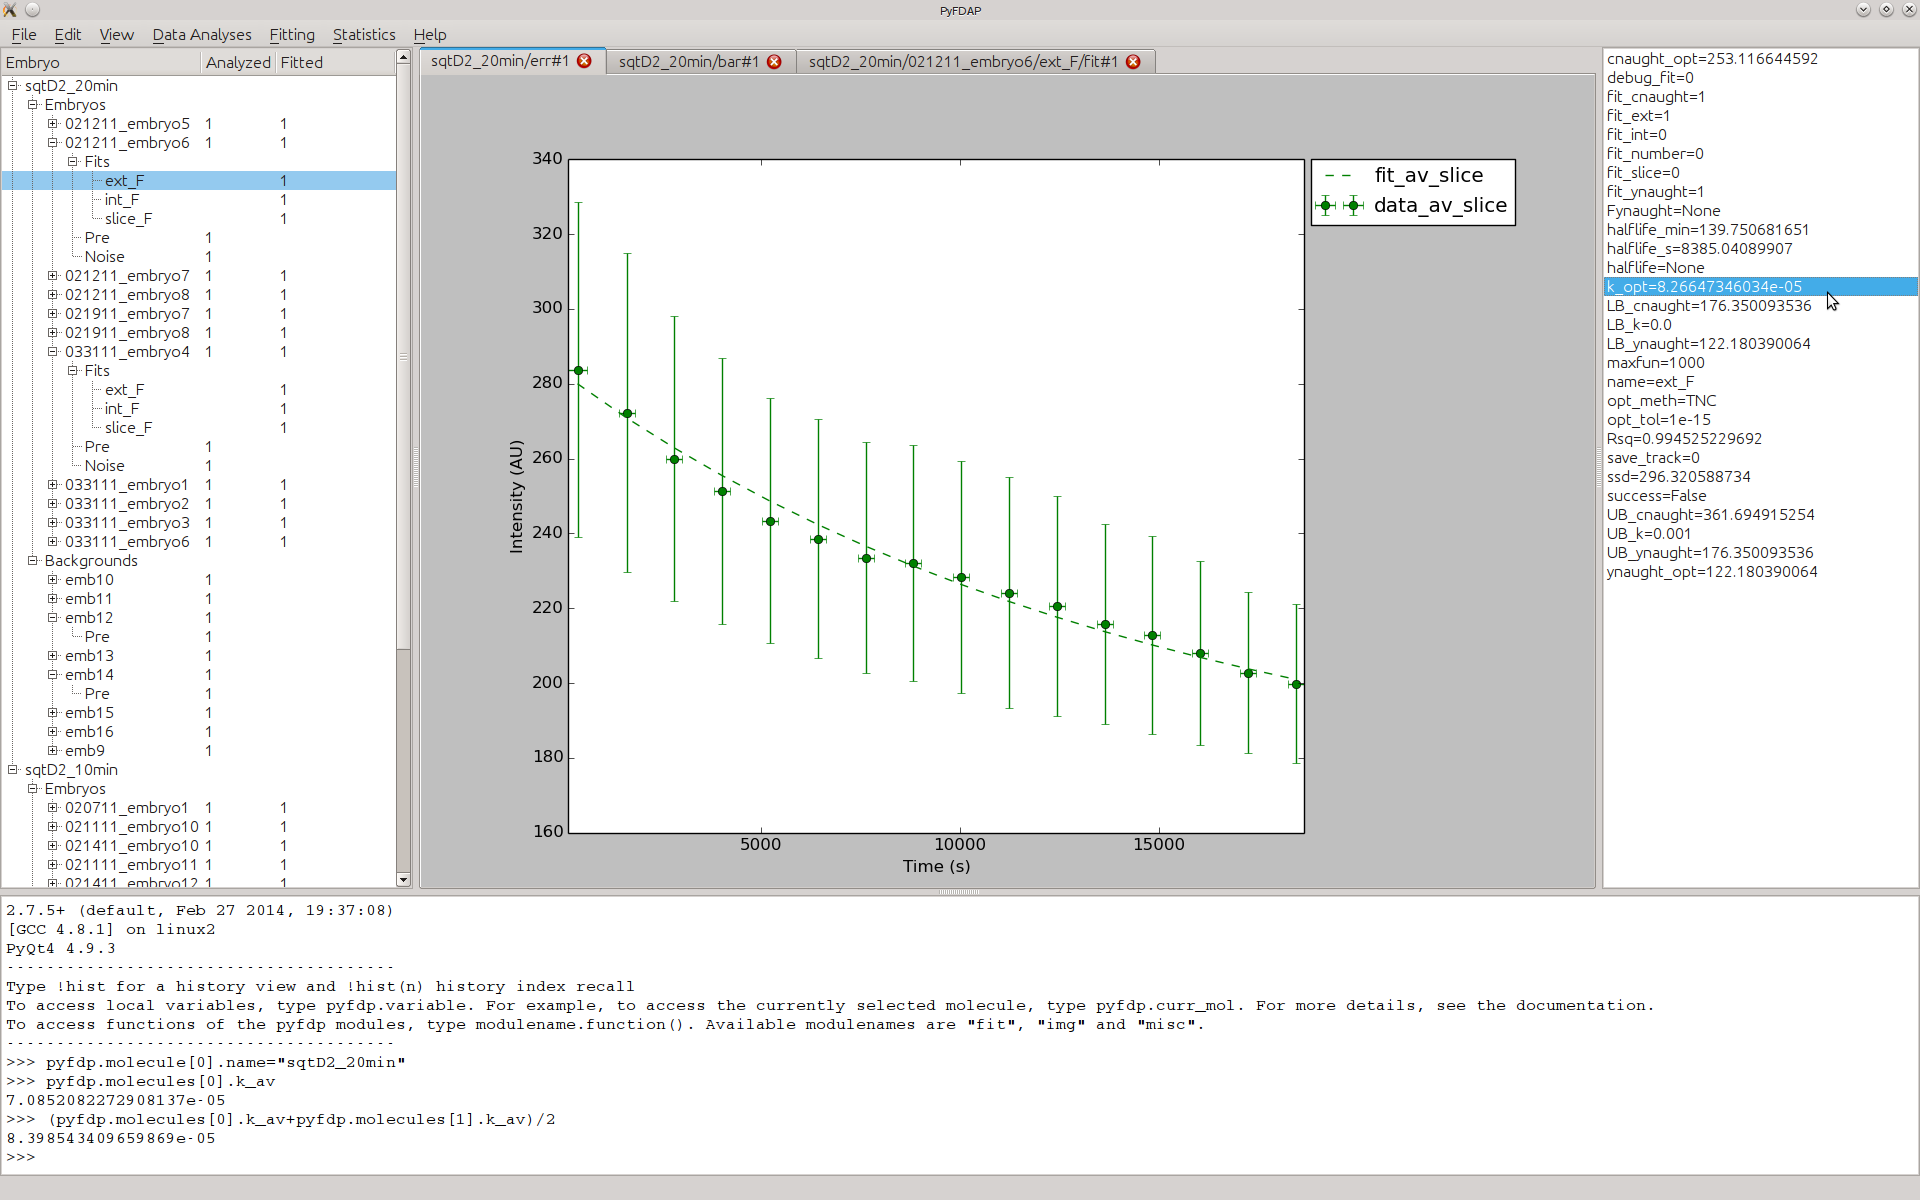 PyFDAP
File Edit View Data Analyses Fitting Statistics Help
Embryo Analyzed Fitted
sqtD2_20min
Embryos
021211_embryo5 1 1
021211_embryo6 1 1
Fits
ext_F 1
int_F 1
slice_F 1
Pre 1
Noise 1
021211_embryo7 1 1
021211_embryo8 1 1
021911_embryo7 1 1
021911_embryo8 1 1
033111_embryo4 1 1
Fits
ext_F 1
int_F 1
slice_F 1
Pre 1
Noise 1
033111_embryo1 1 1
033111_embryo2 1 1
033111_embryo3 1 1
033111_embryo6 1 1
Backgrounds
emb10 1
emb11 1
emb12 1
Pre 1
emb13 1
emb14 1
Pre 1
emb15 1
emb16 1
emb9 1
sqtD2_10min
Embryos
020711_embryo1 1 1
021111_embryo10 1 1
021411_embryo10 1 1
021111_embryo11 1 1
021411_embryo12 1 1
sqtD2_20min/err#1 sqtD2_20min/bar#1 sqtD2_20min/021211_embryo6/ext_F/fit#1
340
320
300
280
260
240
220
200
180
160
Intensity (AU)
5000 10000 15000
Time (s)
fit_av_slice
data_av_slice
cnaught_opt=253.116644592
debug_fit=0
fit_cnaught=1
fit_ext=1
fit_int=0
fit_number=0
fit_slice=0
fit_ynaught=1
Fynaught=None
halflife_min=139.750681651
halflife_s=8385.04089907
halflife=None
k_opt=8.26647346034e-05
LB_cnaught=176.350093536
LB_k=0.0
LB_ynaught=122.180390064
maxfun=1000
name=ext_F
opt_meth=TNC
opt_tol=1e-15
Rsq=0.994525229692
save_track=0
ssd=296.320588734
success=False
UB_cnaught=361.694915254
UB_k=0.001
UB_ynaught=176.350093536
ynaught_opt=122.180390064
2.7.5+ (default, Feb 27 2014, 19:37:08)
[GCC 4.8.1] on linux2
PyQt4 4.9.3
---------------------------------------
Type !hist for a history view and !hist(n) history index recall
To access local variables, type pyfdp.variable. For example, to access the currently selected molecule, type pyfdp.curr_mol. For more details, see the documentation.
To access functions of the pyfdp modules, type modulename.function(). Available modulenames are "fit", "img" and "misc".
---------------------------------------
>>> pyfdp.molecule[0].name="sqtD2_20min"
>>> pyfdp.molecules[0].k_av
7.0852082272908137e-05
>>> (pyfdp.molecules[0].k_av+pyfdp.molecules[1].k_av)/2
8.398543409659869e-05
>>>